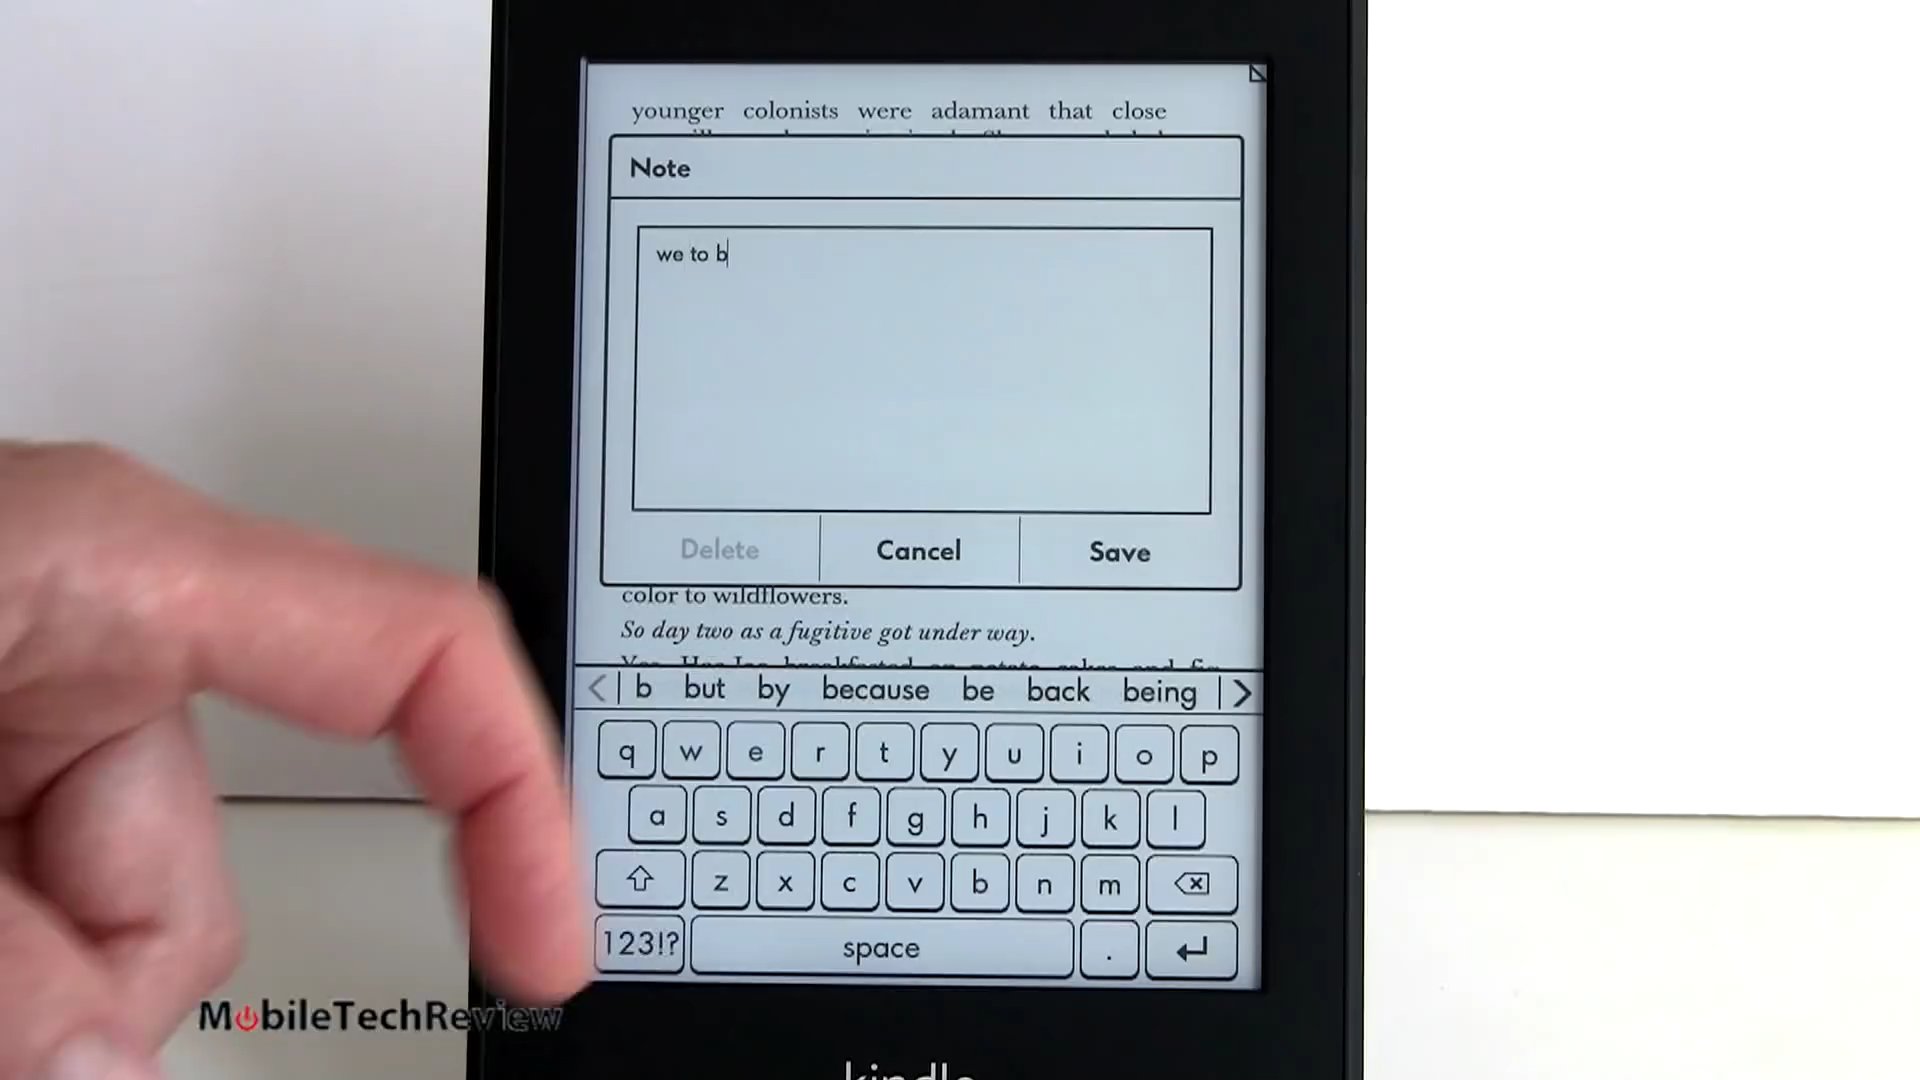 younger colonists were adamant that close
Note
we to b
Delete Cancel Save
color to wildflowers.
So day two as a fugitive got under way.
b but by because be back being
q w e r t y u i o p
a s d f g h j k l
z x c v b n m
123!? space .
MobileTechReview
kindle